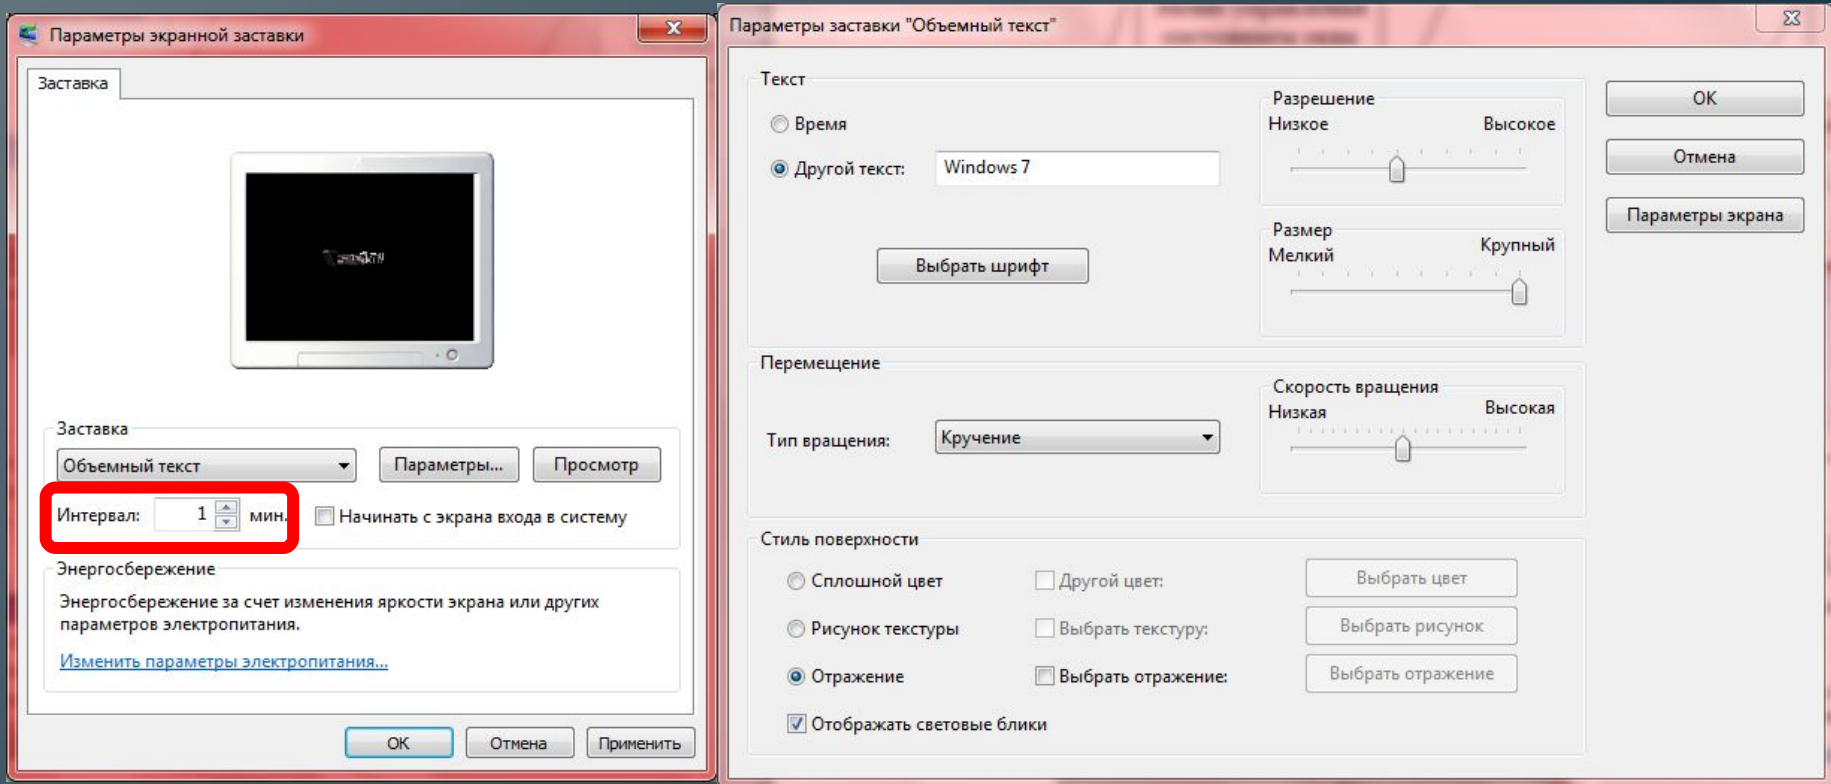 Параметры экранной заставки
Заставка
Заставка
Объемный текст
Параметры...
Просмотр
Интервал: 1 мин.
Начинать с экрана входа в систему
Энергосбережение
Энергосбережение за счет изменения яркости экрана или других
параметров электропитания.
Изменить параметры электропитания...
ОК
Отмена
Применить
Параметры заставки "Объемный текст"
Текст
Время
Другой текст: Windows 7
Выбрать шрифт
Разрешение
Низкое Высокое
Размер
Мелкий Крупный
ОК
Отмена
Параметры экрана
Перемещение
Тип вращения: Кручение
Скорость вращения
Низкая Высокая
Стиль поверхности
Сплошной цвет Другой цвет: Выбрать цвет
Рисунок текстуры Выбрать текстуру: Выбрать рисунок
Отражение Выбрать отражение: Выбрать отражение
Отображать световые блики